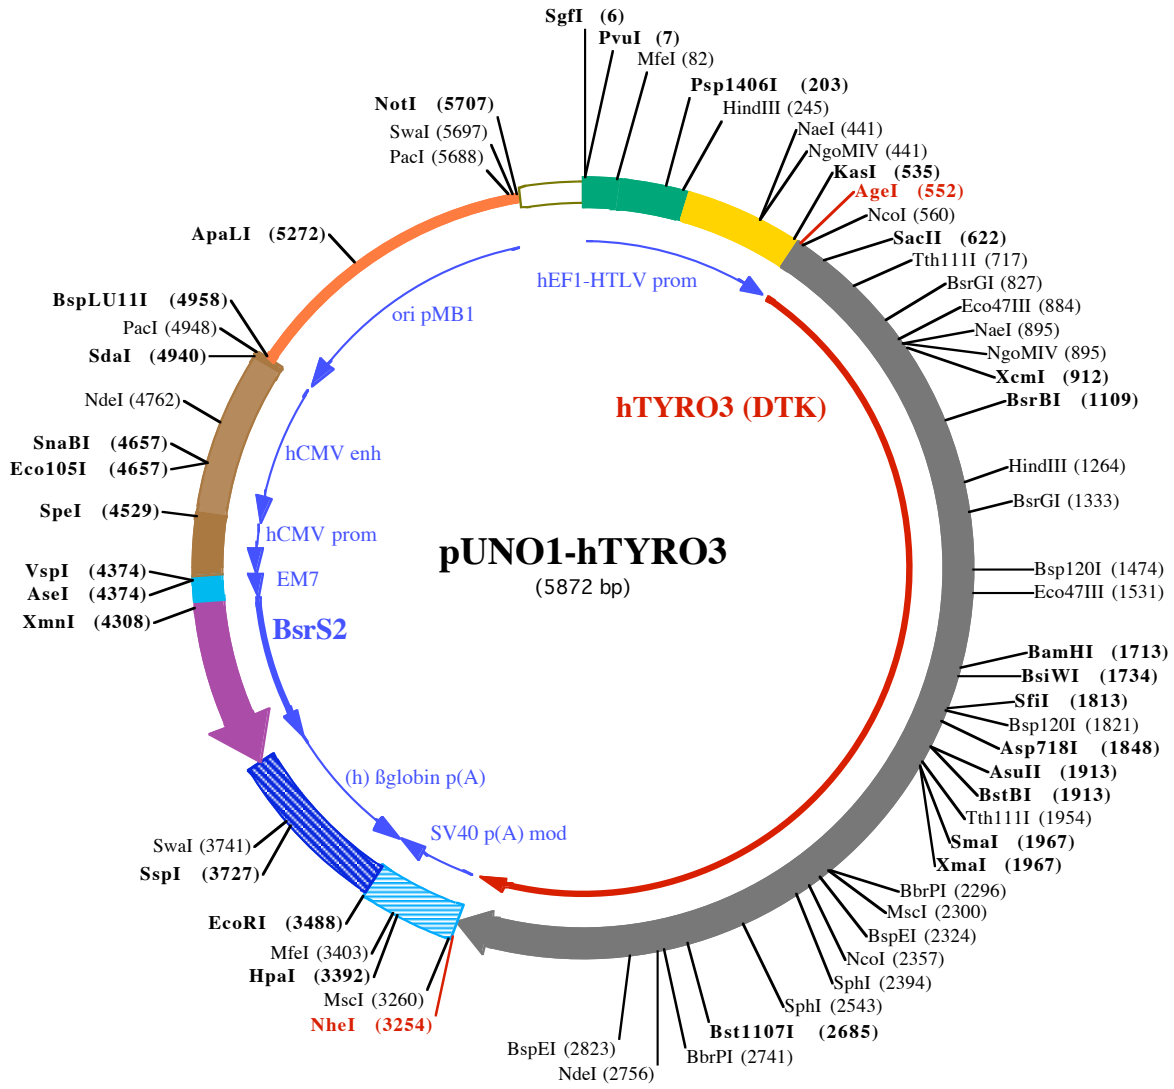 SgfI (6)
PvuI (7)
MfeI (82)
Psp1406I (203)
HindIII (245)
NaeI (441)
NgoMIV (441)
KasI (535)
AgeI (552)
NcoI (560)
SacII (622)
Tth111I (717)
BsrGI (827)
Eco47III (884)
NaeI (895)
NgoMIV (895)
XcmI (912)
BsrBI (1109)
HindIII (1264)
BsrGI (1333)
Bsp120I (1474)
Eco47III (1531)
BamHI (1713)
BsiWI (1734)
SfiI (1813)
Bsp120I (1821)
Asp718I (1848)
AsuII (1913)
BstBI (1913)
Tth111I (1954)
SmaI (1967)
XmaI (1967)
BbrPI (2296)
MscI (2300)
BspEI (2324)
NcoI (2357)
SphI (2394)
SphI (2543)
Bst1107I (2685)
BbrPI (2741)
NdeI (2756)
BspEI (2823)
NheI (3254)
MscI (3260)
HpaI (3392)
MfeI (3403)
EcoRI (3488)
SspI (3727)
SwaI (3741)
XmnI (4308)
AseI (4374)
VspI (4374)
SpeI (4529)
Eco105I (4657)
SnaBI (4657)
NdeI (4762)
SdaI (4940)
PacI (4948)
BspLU11I (4958)
ApaLI (5272)
PacI (5688)
SwaI (5697)
NotI (5707)
hEF1-HTLV prom
ori pMB1
hTYRO3 (DTK)
hCMV enh
hCMV prom
EM7
BsrS2
(h) ßglobin p(A)
SV40 p(A) mod
pUNO1-hTYRO3
(5872 bp)